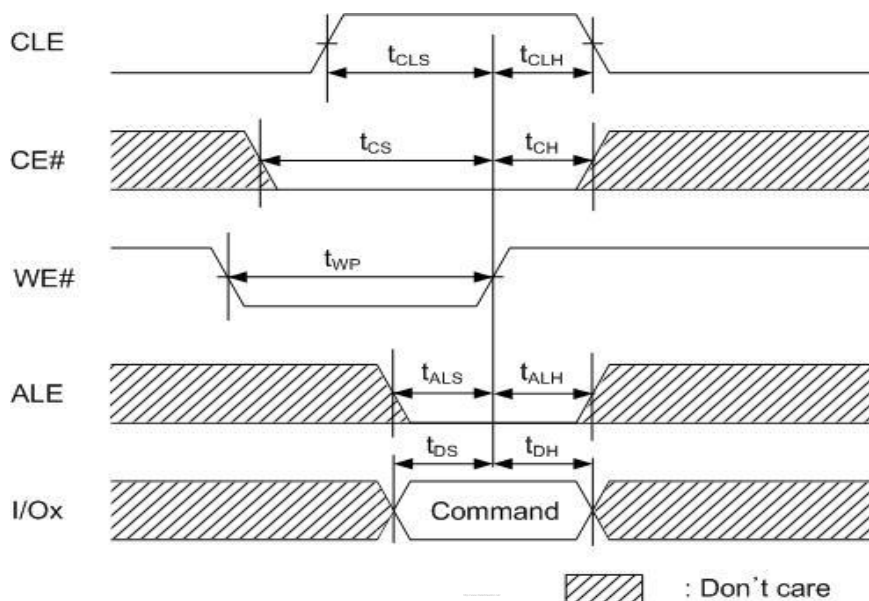 CLE
tCLS
tCLH
CE#
tCS
tCH
WE#
tWP
ALE
tALS
tALH
tDS
tDH
I/Ox
Command
: Don't care